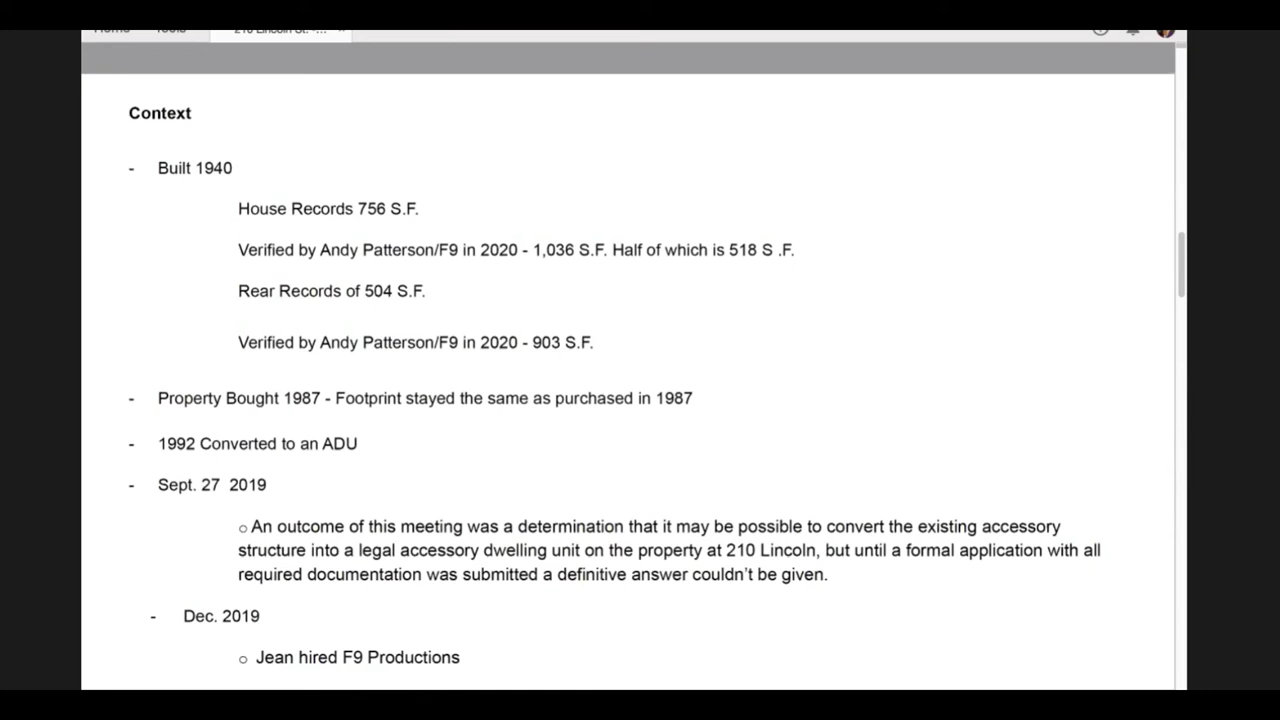 Home Tools 210 Lincoln St. -...
Context
- Built 1940
House Records 756 S.F.
Verified by Andy Patterson/F9 in 2020 - 1,036 S.F. Half of which is 518 S .F.
Rear Records of 504 S.F.
Verified by Andy Patterson/F9 in 2020 - 903 S.F.
- Property Bought 1987 - Footprint stayed the same as purchased in 1987
- 1992 Converted to an ADU
- Sept. 27  2019
○ An outcome of this meeting was a determination that it may be possible to convert the existing accessory
structure into a legal accessory dwelling unit on the property at 210 Lincoln, but until a formal application with all
required documentation was submitted a definitive answer couldn’t be given.
- Dec. 2019
○ Jean hired F9 Productions